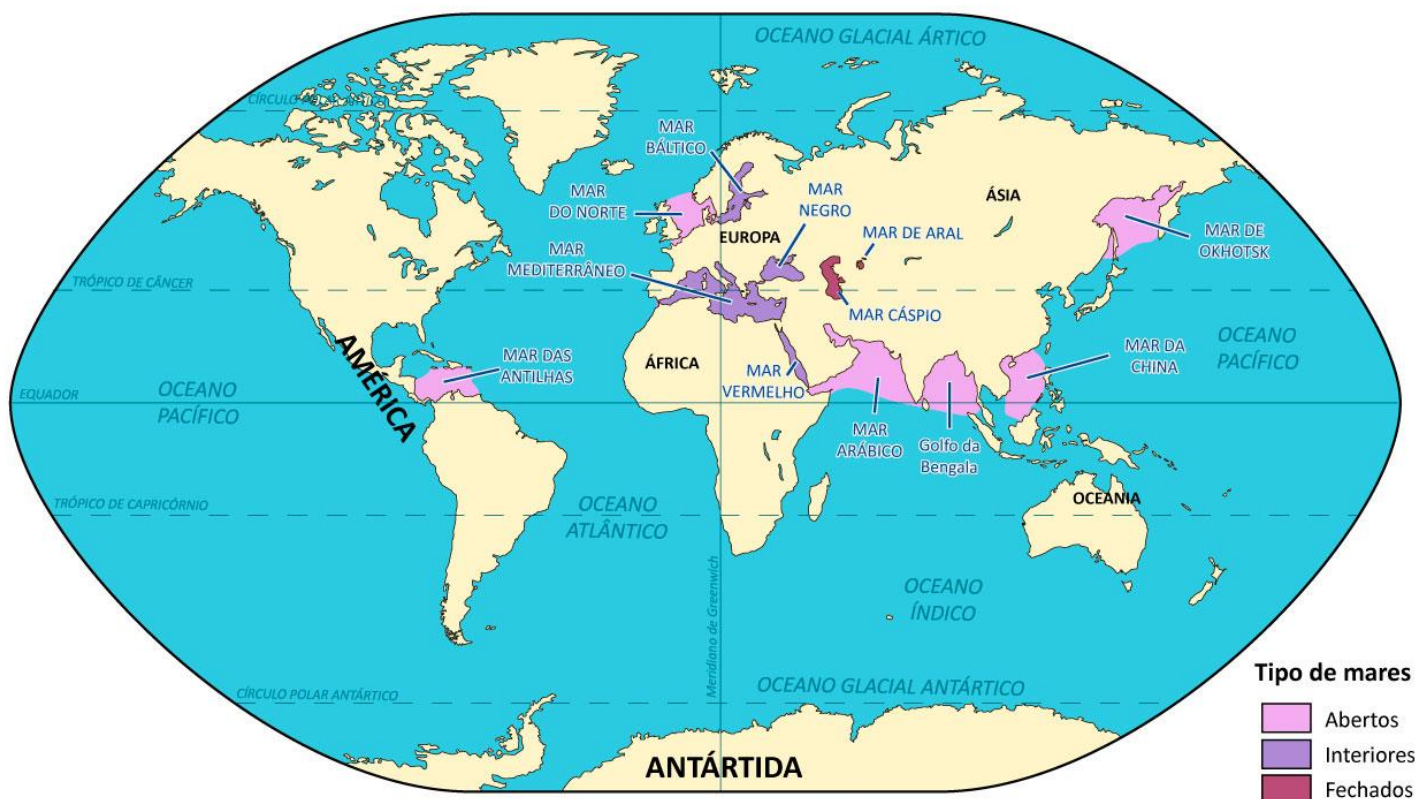 OCEANO GLACIAL ÁRTICO
CÍRCULO POLAR ÁRTICO
MAR
BÁLTICO
MAR
DO NORTE
MAR
NEGRO
ÁSIA
EUROPA
MAR DE ARAL
MAR DE
OKHOTSK
MAR
MEDITERRÂNEO
TRÓPICO DE CÂNCER
MAR CÁSPIO
OCEANO
PACÍFICO
AMÉRICA
MAR DAS
ANTILHAS
ÁFRICA
MAR
VERMELHO
MAR DA
CHINA
EQUADOR
OCEANO
PACÍFICO
MAR
ARÁBICO
Golfo da
Bengala
TRÓPICO DE CAPRICÓRNIO
OCEANO
ATLÂNTICO
OCEANIA
Meridiano de Greenwich
OCEANO
ÍNDICO
CÍRCULO POLAR ANTÁRTICO
OCEANO GLACIAL ANTÁRTICO
ANTÁRTIDA
Tipo de mares
Abertos
Interiores
Fechados